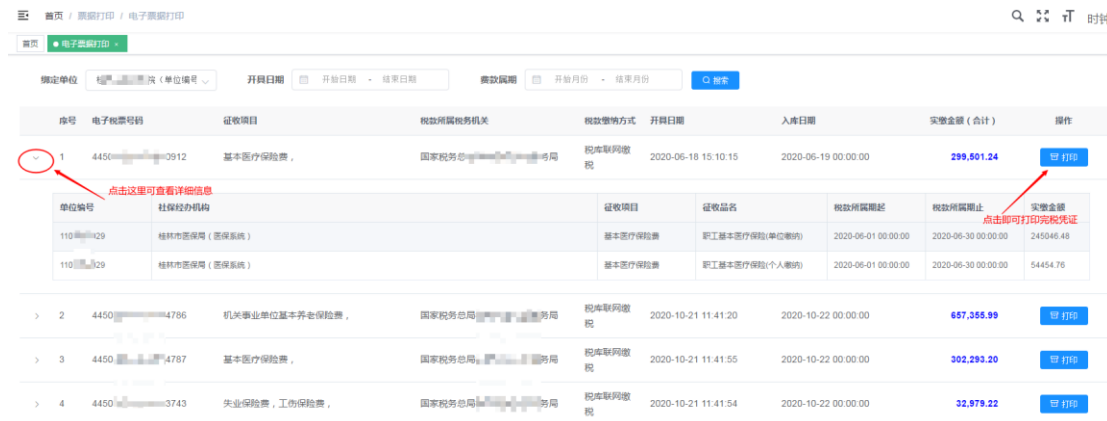 首页 / 票据打印 / 电子票据打印
时钟
首页 电子票据打印 ×
绑定单位 院（单位编号 开具日期 开始日期 - 结束日期 费款属期 开始月份 - 结束月份 搜索
序号 电子税票号码 征收项目 税款所属税务机关 税款缴纳方式 开具日期 入库日期 实缴金额（合计） 操作
1 445 0912 基本医疗保险费， 国家税务总 务局 税库联网缴税 2020-06-18 15:10:15 2020-06-19 00:00:00 299,501.24 打印
点击这里可查看详细信息
单位编号 社保经办机构 征收项目 征收品名 税款所属期起 税款所属期止 实缴金额
点击即可打印完税凭证
110 029 桂林市医保局（医保系统） 基本医疗保险费 职工基本医疗保险(单位缴纳) 2020-06-01 00:00:00 2020-06-30 00:00:00 245046.48
110 029 桂林市医保局（医保系统） 基本医疗保险费 职工基本医疗保险(个人缴纳) 2020-06-01 00:00:00 2020-06-30 00:00:00 54454.76
2 4450 4786 机关事业单位基本养老保险费， 国家税务总局 务局 税库联网缴税 2020-10-21 11:41:20 2020-10-22 00:00:00 657,355.99 打印
3 4450 4787 基本医疗保险费， 国家税务总局 务局 税库联网缴税 2020-10-21 11:41:55 2020-10-22 00:00:00 302,293.20 打印
4 4450 3743 失业保险费，工伤保险费， 国家税务总局 务局 税库联网缴税 2020-10-21 11:41:54 2020-10-22 00:00:00 32,979.22 打印